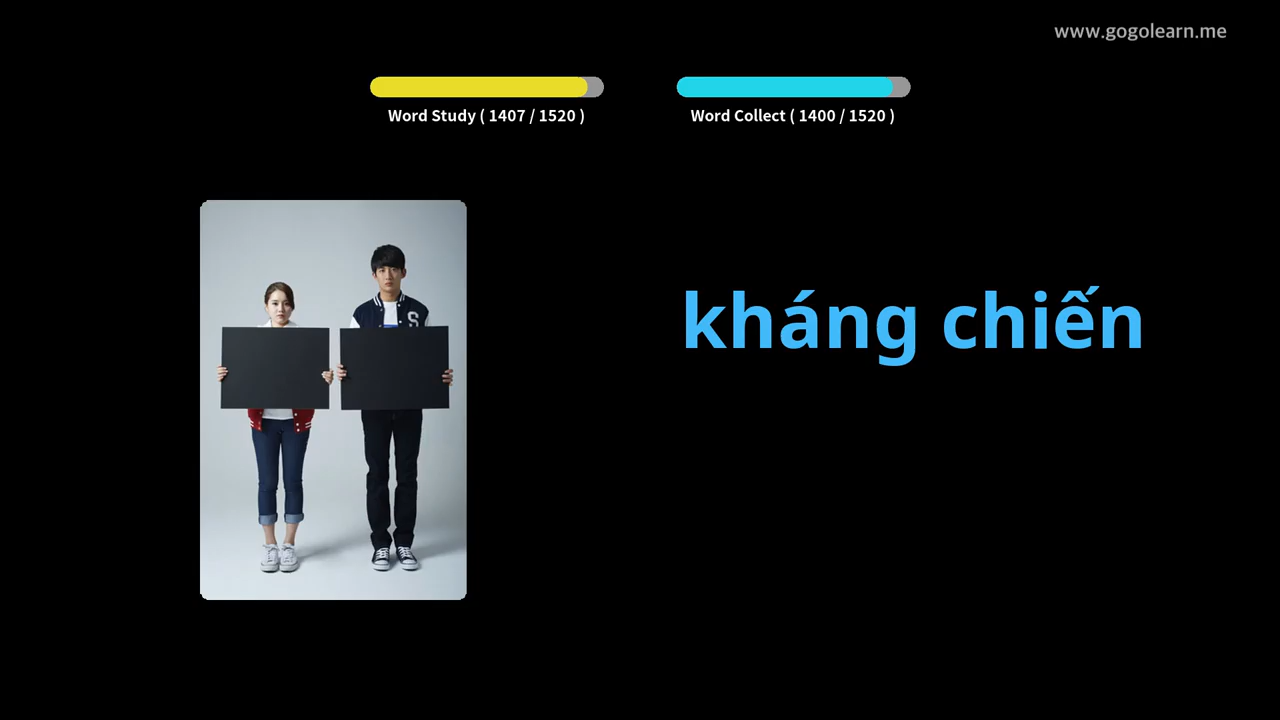 www.gogolearn.me
Word Study ( 1407 / 1520 )
Word Collect ( 1400 / 1520 )
S
kháng chiến